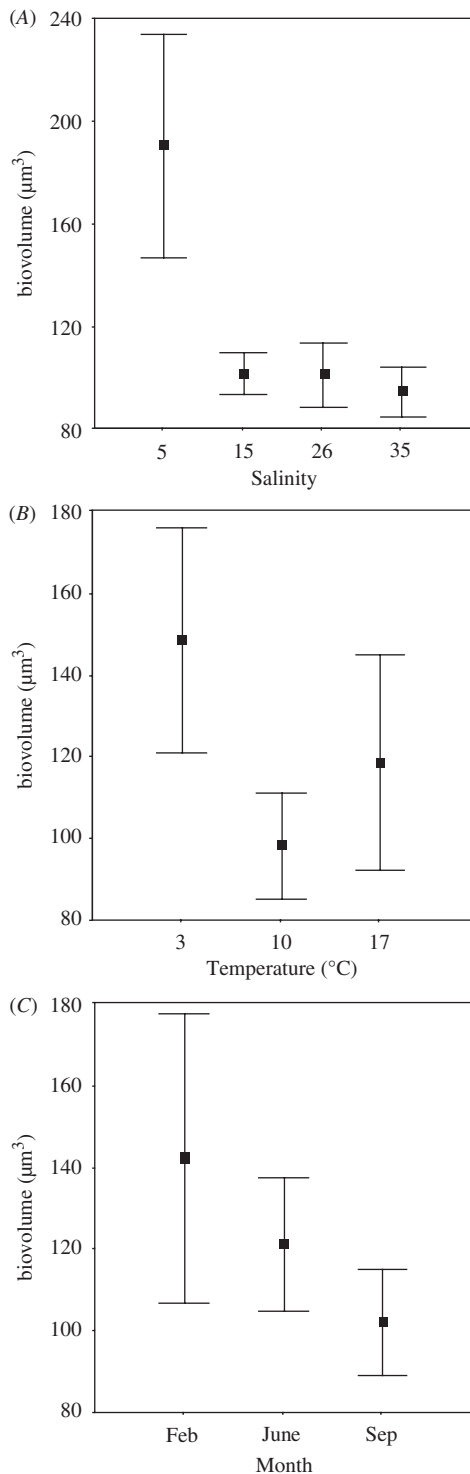 (A)
240
200
160
120
80
biovolume (µm³)
5 15 26 35
Salinity
(B)
180
160
140
120
100
80
biovolume (µm³)
3 10 17
Temperature (°C)
(C)
180
160
140
120
100
80
biovolume (µm³)
Feb June Sep
Month